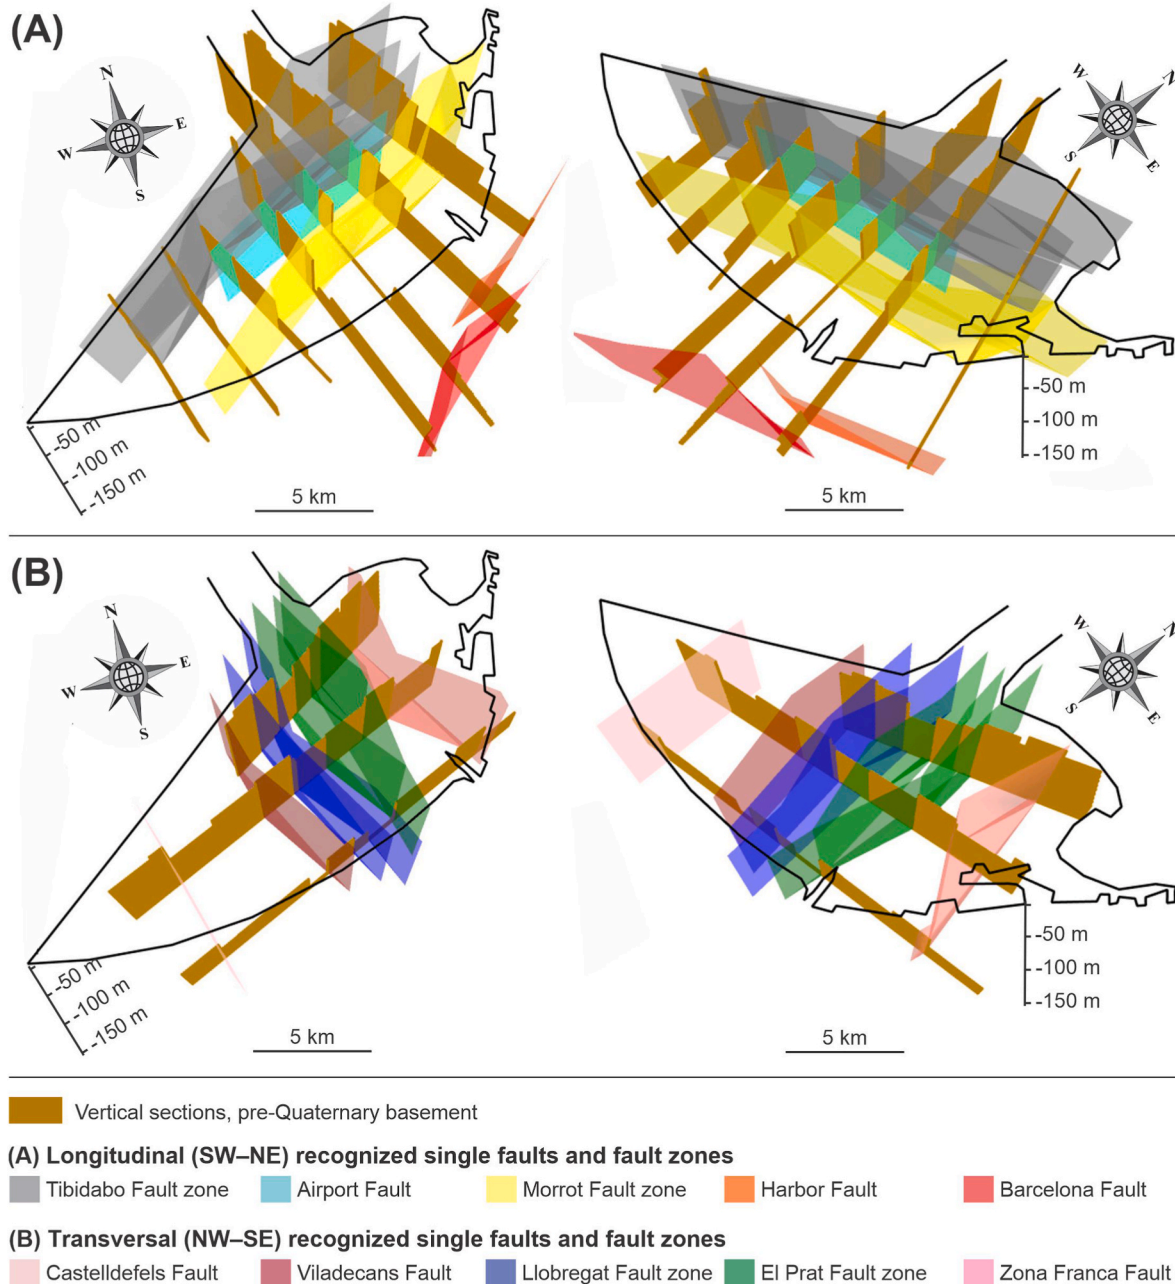 (A)
N
E
W
S
-50 m
-100 m
-150 m
5 km
W
N
S
E
-50 m
-100 m
-150 m
5 km
(B)
N
E
W
S
-50 m
-100 m
-150 m
5 km
W
N
S
E
-50 m
-100 m
-150 m
5 km
Vertical sections, pre-Quaternary basement
(A) Longitudinal (SW–NE) recognized single faults and fault zones
Tibidabo Fault zone Airport Fault Morrot Fault zone Harbor Fault Barcelona Fault
(B) Transversal (NW–SE) recognized single faults and fault zones
Castelldefels Fault Viladecans Fault Llobregat Fault zone El Prat Fault zone Zona Franca Fault